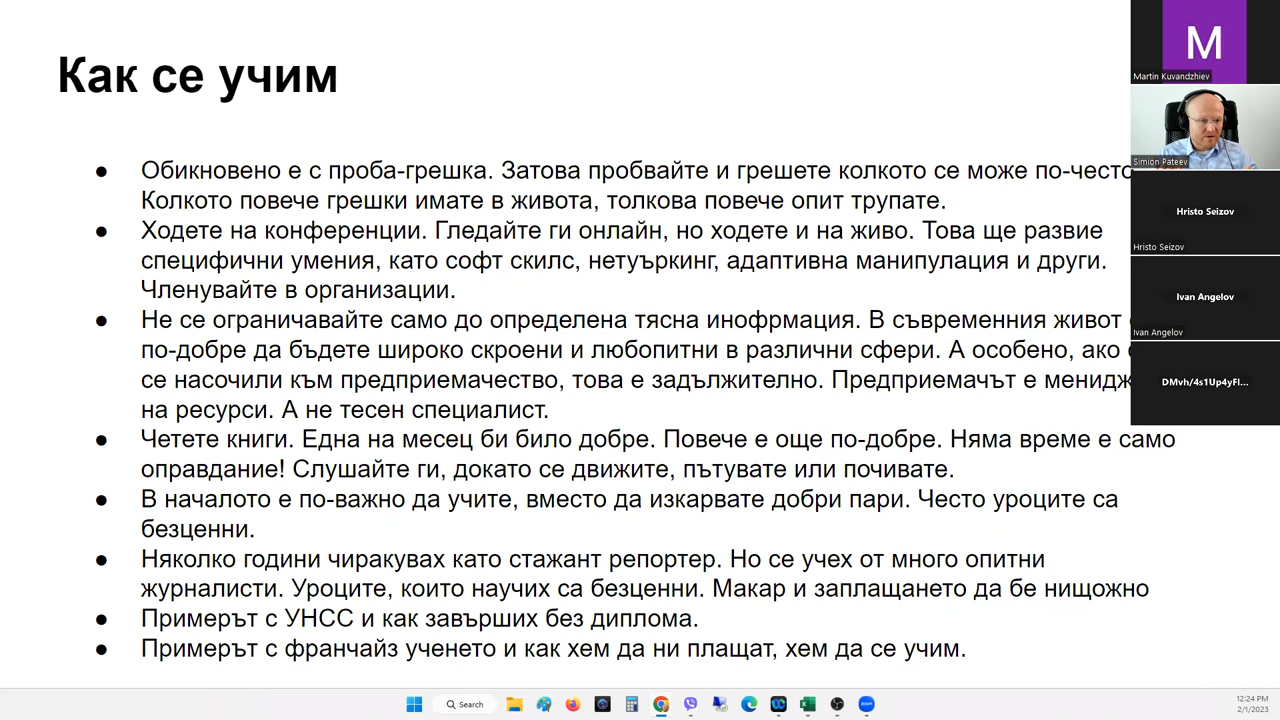 Как се учим
● Обикновено е с проба-грешка. Затова пробвайте и грешете колкото се може по-често
Колкото повече грешки имате в живота, толкова повече опит трупате.
● Ходете на конференции. Гледайте ги онлайн, но ходете и на живо. Това ще развие
специфични умения, като софт скилс, нетуъркинг, адаптивна манипулация и други.
Членувайте в организации.
● Не се ограничавайте само до определена тясна инофрмация. В съвременния живот
по-добре да бъдете широко скроени и любопитни в различни сфери. А особено, ако
се насочили към предприемачество, това е задължително. Предприемачът е
на ресурси. А не тесен специалист.
● Четете книги. Една на месец би било добре. Повече е още по-добре. Няма време е само
оправдание! Слушайте ги, докато се движите, пътувате или почивате.
● В началото е по-важно да учите, вместо да изкарвате добри пари. Често уроците са
безценни.
● Няколко години чиракувах като стажант репортер. Но се учех от много опитни
журналисти. Уроците, които научих са безценни. Макар и заплащането да бе нищожно
● Примерът с УНСС и как завърших без диплома.
● Примерът с франчайз ученето и как хем да ни плащат, хем да се учим.
M
Martin Kuvandzhiev
Simion Pateev
Hristo Seizov
Hristo Seizov
Ivan Angelov
Ivan Angelov
DMvh/4s1Up4yFl...
Search
12:24 PM
2/1/2023